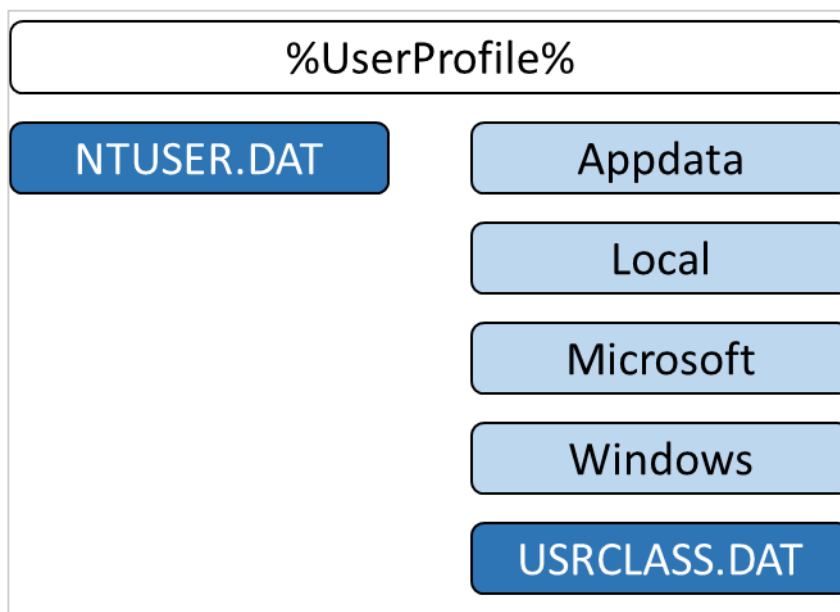 %UserProfile%
NTUSER.DAT
Appdata
Local
Microsoft
Windows
USRCLASS.DAT